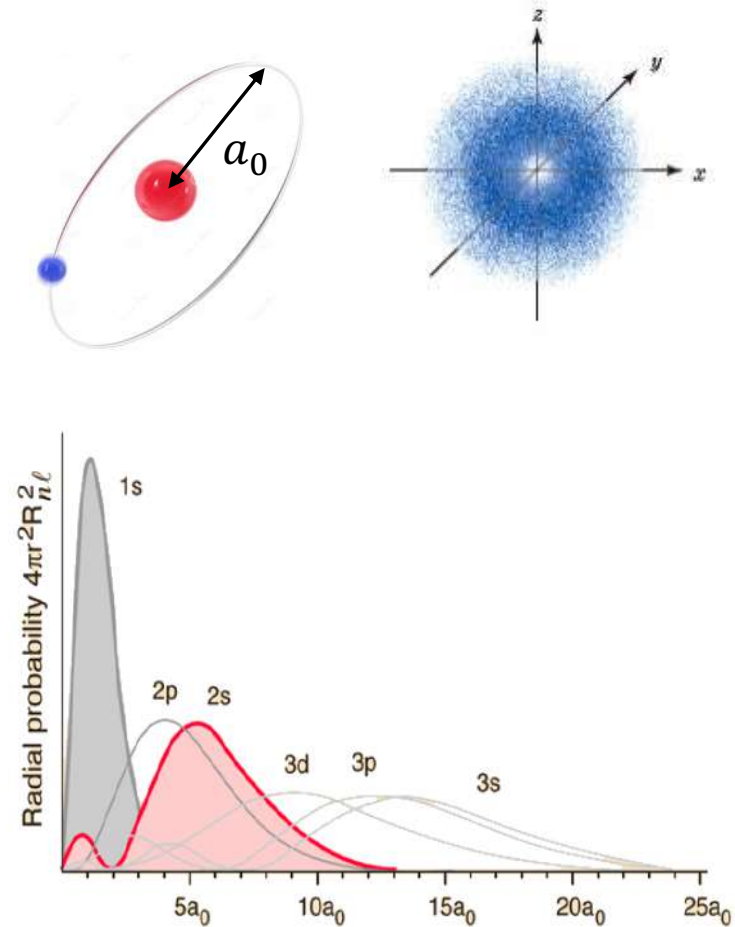 a₀
z
y
x
Radial probability 4πr²R²nℓ
1s
2p
2s
3d
3p
3s
5a₀
10a₀
15a₀
20a₀
25a₀